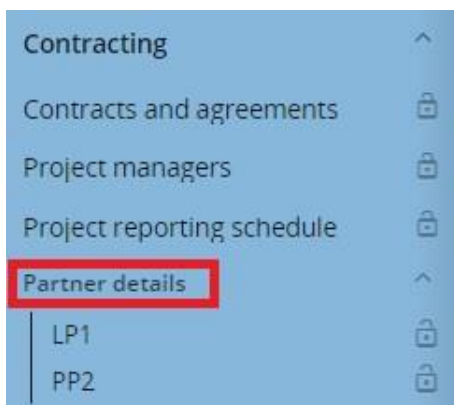 Contracting
Contracts and agreements
Project managers
Project reporting schedule
Partner details
LP1
PP2